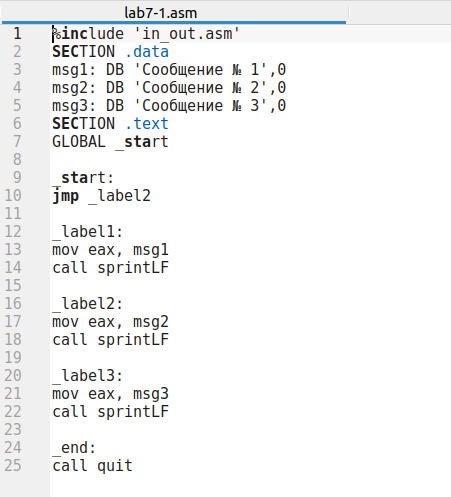 lab7-1.asm
1 %include 'in_out.asm'
2 SECTION .data
3 msg1: DB 'Сообщение № 1',0
4 msg2: DB 'Сообщение № 2',0
5 msg3: DB 'Сообщение № 3',0
6 SECTION .text
7 GLOBAL _start
8
9 _start:
10 jmp _label2
11
12 _label1:
13 mov eax, msg1
14 call sprintLF
15
16 _label2:
17 mov eax, msg2
18 call sprintLF
19
20 _label3:
21 mov eax, msg3
22 call sprintLF
23
24 _end:
25 call quit